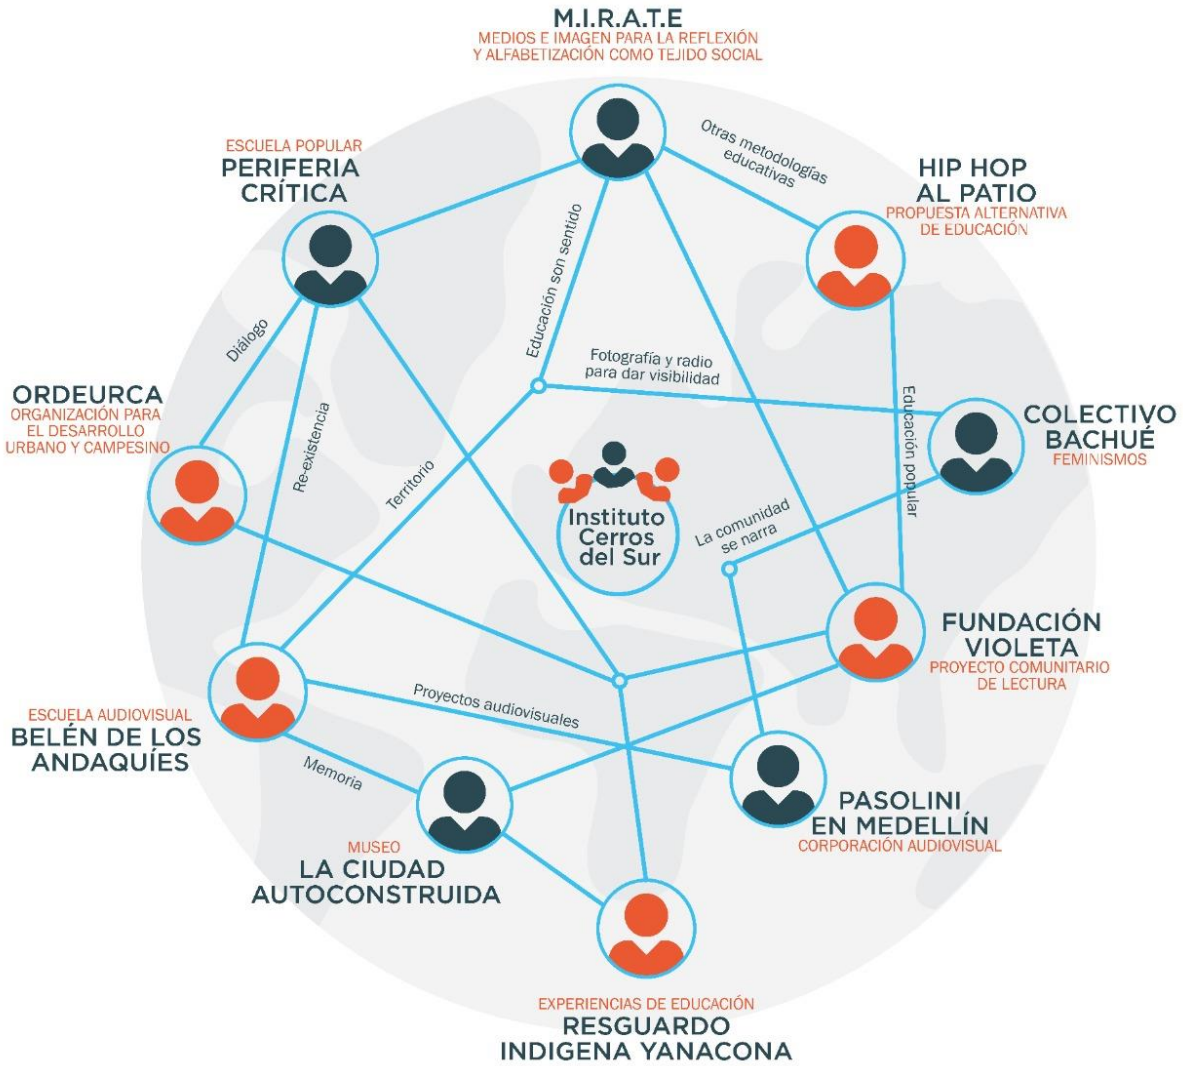 M.I.R.A.T.E
MEDIOS E IMAGEN PARA LA REFLEXIÓN
Y ALFABETIZACIÓN COMO TEJIDO SOCIAL
Otras metodologías
educativas
ESCUELA POPULAR
PERIFERIA
CRÍTICA
HIP HOP
AL PATIO
PROPUESTA ALTERNATIVA
DE EDUCACIÓN
Educación son sentido
Diálogo
Fotografía y radio
para dar visibilidad
ORDEURCA
ORGANIZACIÓN PARA
EL DESARROLLO
URBANO Y CAMPESINO
Re-existencia
Territorio
Educación popular
COLECTIVO
BACHUÉ
FEMINISMOS
Instituto
Cerros
del Sur
La comunidad
se narra
FUNDACIÓN
VIOLETA
PROYECTO COMUNITARIO
DE LECTURA
Proyectos audiovisuales
ESCUELA AUDIOVISUAL
BELÉN DE LOS
ANDAQUÍES
Memoria
PASOLINI
EN MEDELLÍN
CORPORACIÓN AUDIOVISUAL
MUSEO
LA CIUDAD
AUTOCONSTRUIDA
EXPERIENCIAS DE EDUCACIÓN
RESGUARDO
INDIGENA YANACONA